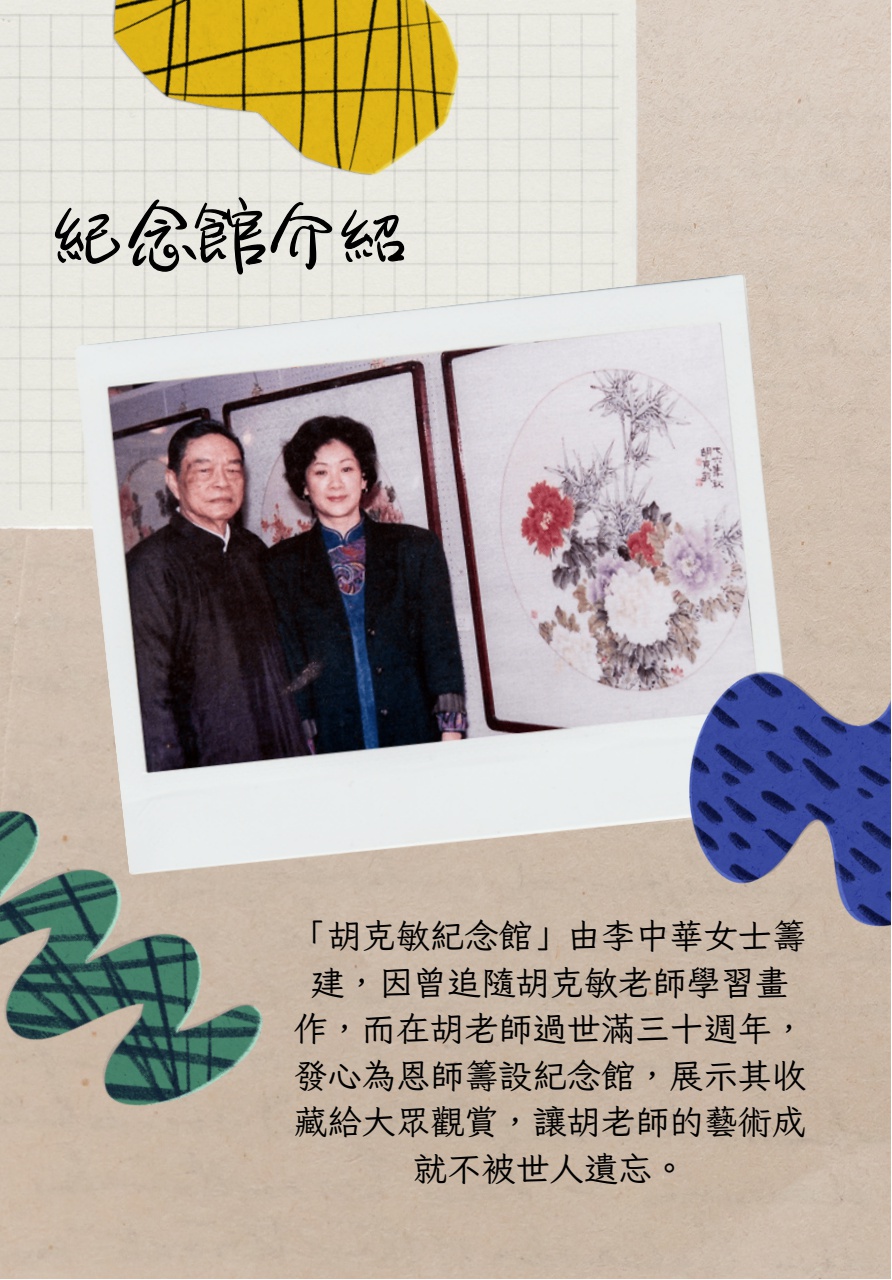 紀念館介紹
胡克敏
「胡克敏紀念館」由李中華女士籌
建，因曾追隨胡克敏老師學習畫
作，而在胡老師過世滿三十週年，
發心為恩師籌設紀念館，展示其收
藏給大眾觀賞，讓胡老師的藝術成
就不被世人遺忘。